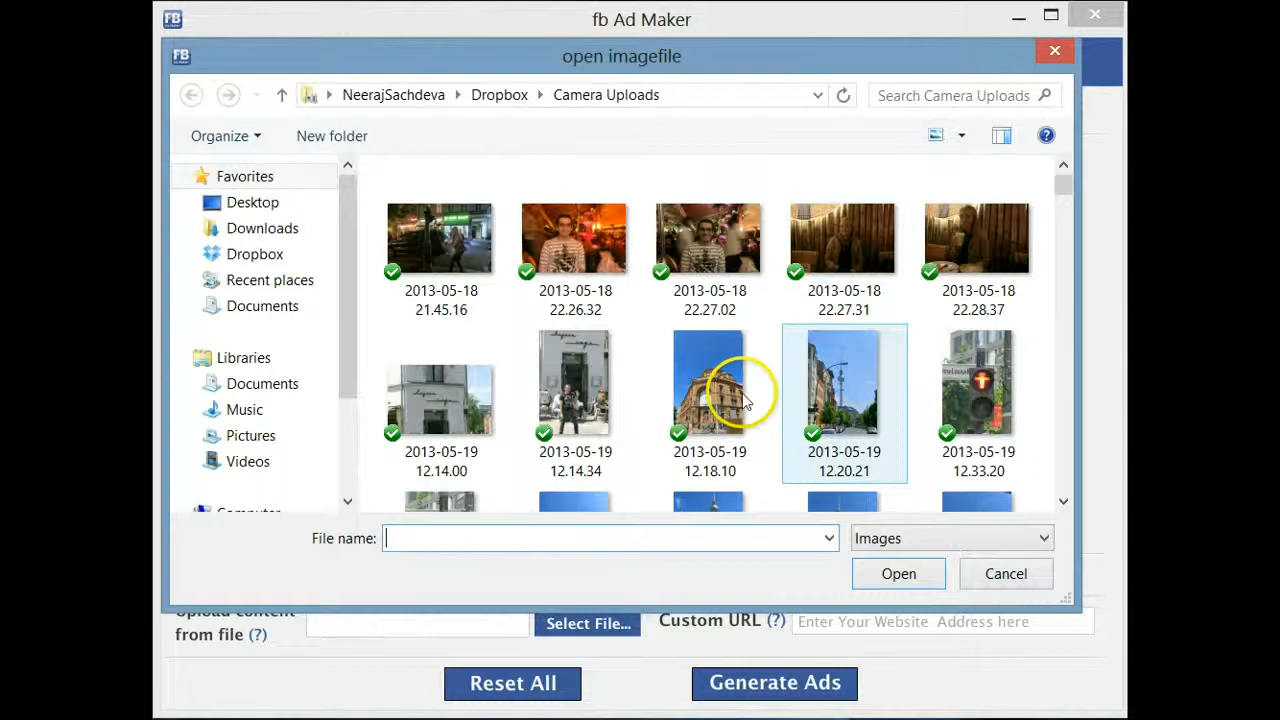 FB
fb Ad Maker
FB
open imagefile
NeerajSachdeva
Dropbox
Camera Uploads
Search Camera Uploads
Organize
New folder
Favorites
Desktop
Downloads
Dropbox
Recent places
Documents
Libraries
Documents
Music
Pictures
Videos
2013-05-18
21.45.16
2013-05-18
22.26.32
2013-05-18
22.27.02
2013-05-18
22.27.31
2013-05-18
22.28.37
2013-05-19
12.14.00
2013-05-19
12.14.34
2013-05-19
12.18.10
2013-05-19
12.20.21
2013-05-19
12.33.20
File name:
Images
Open
Cancel
Upload content
from file (?)
Select File...
Custom URL (?)
Enter Your Website Address here
Reset All
Generate Ads